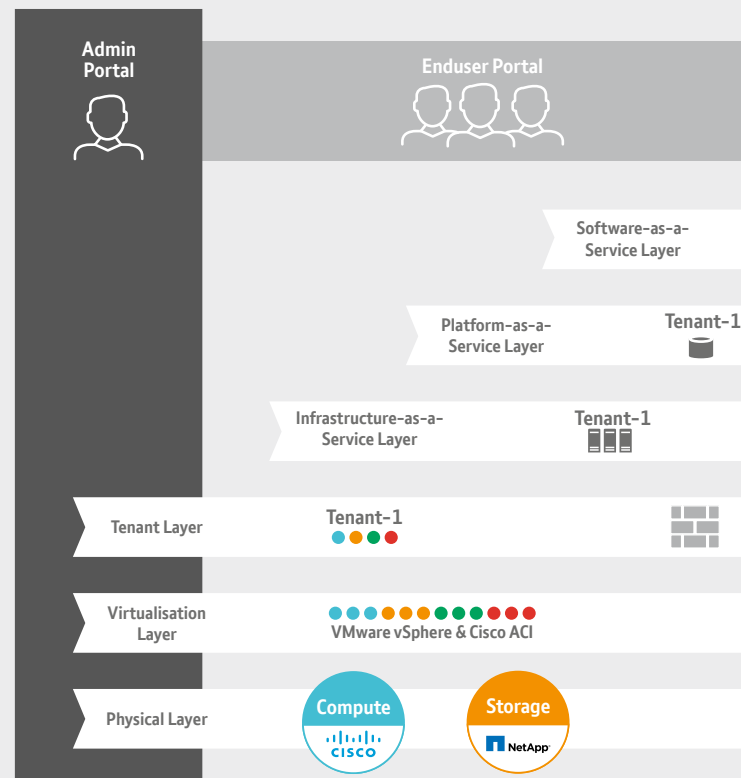 Admin
Portal
Enduser Portal
Software-as-a-
Service Layer
Platform-as-a-
Service Layer
Tenant-1
Infrastructure-as-a-
Service Layer
Tenant-1
Tenant Layer
Tenant-1
Virtualisation
Layer
VMware vSphere & Cisco ACI
Physical Layer
Compute
CISCO
Storage
NetApp